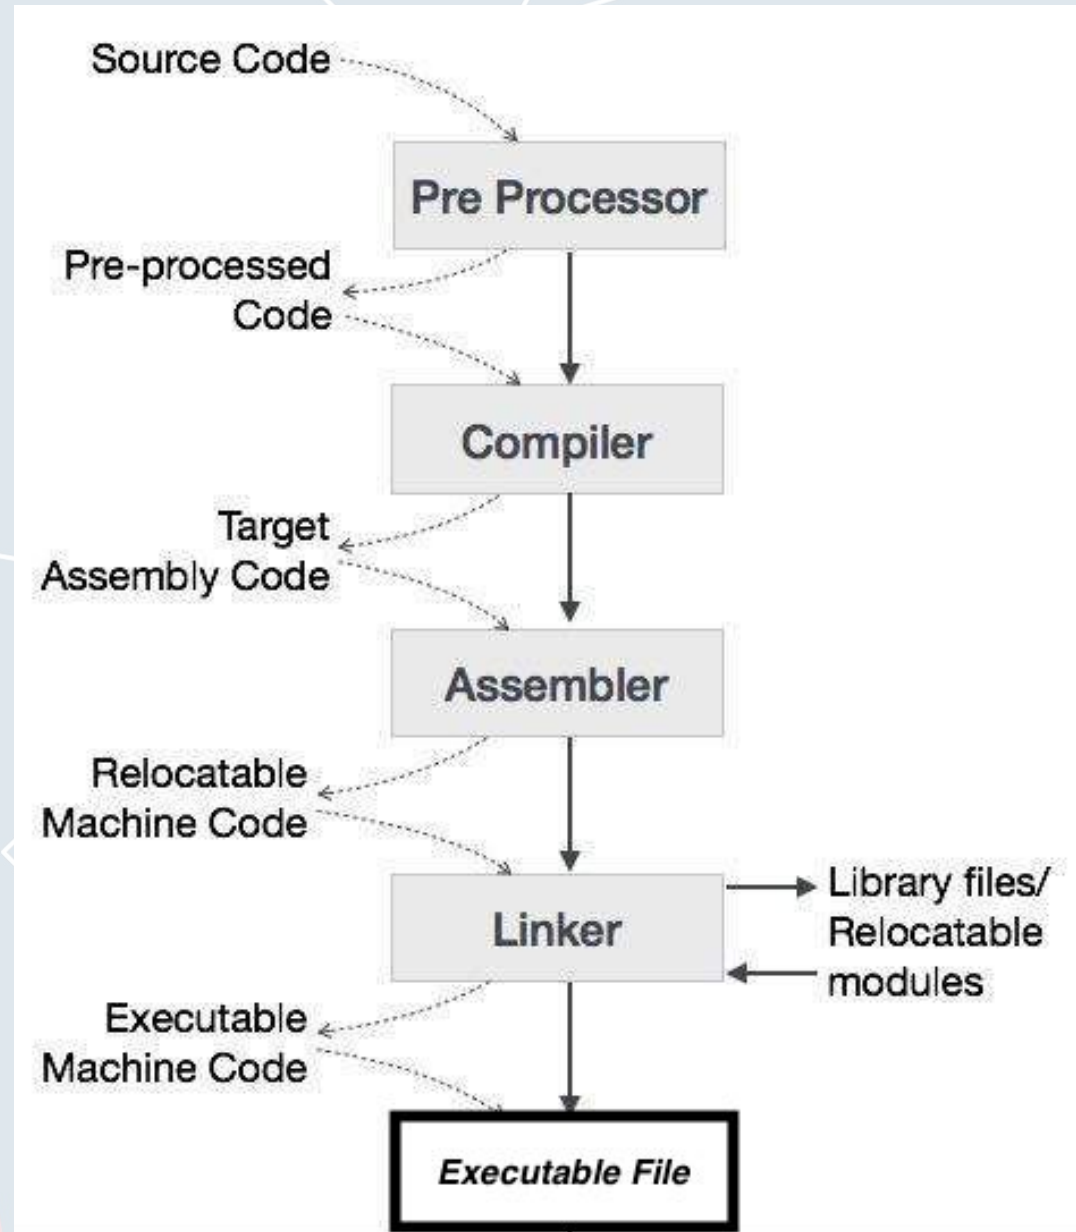 Source Code
Pre Processor
Pre-processed
Code
Compiler
Target
Assembly Code
Assembler
Relocatable
Machine Code
Linker
Library files/
Relocatable
modules
Executable
Machine Code
Executable File